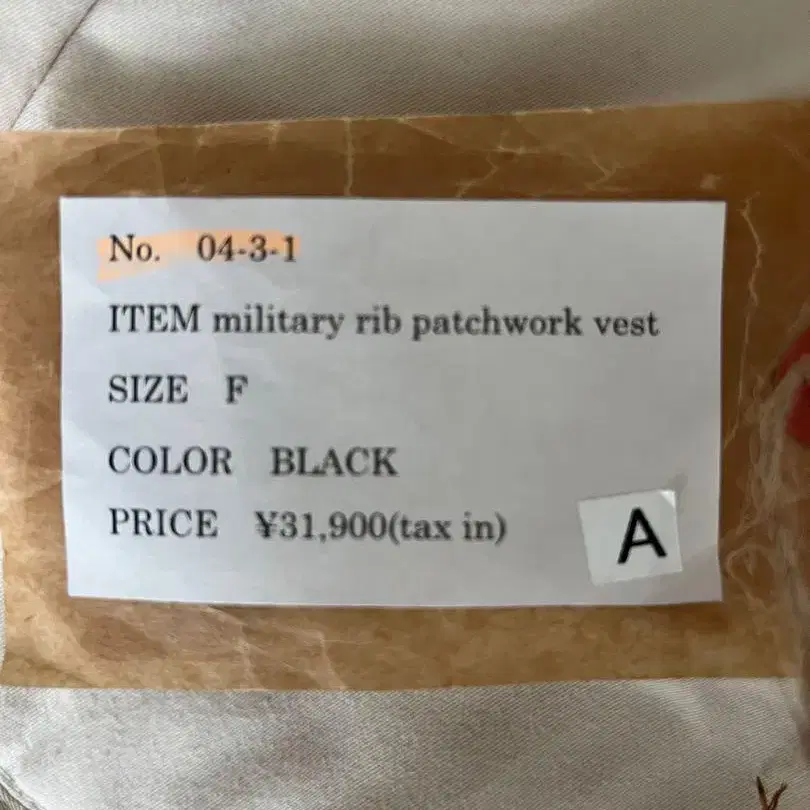 No. 04-3-1
ITEM military rib patchwork vest
SIZE F
COLOR BLACK
PRICE ¥31,900(tax in)
A